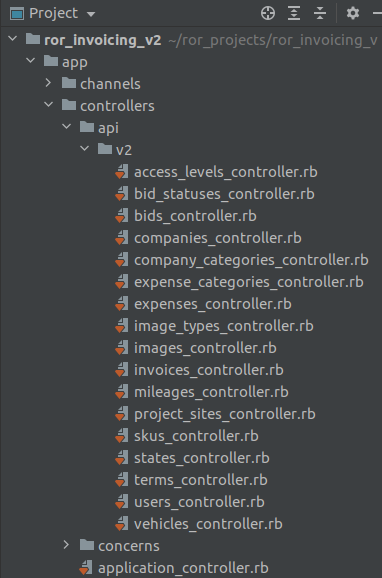 Project
ror_invoicing_v2 ~/ror_projects/ror_invoicing_v
app
channels
controllers
api
v2
access_levels_controller.rb
bid_statuses_controller.rb
bids_controller.rb
companies_controller.rb
company_categories_controller.rb
expense_categories_controller.rb
expenses_controller.rb
image_types_controller.rb
images_controller.rb
invoices_controller.rb
mileages_controller.rb
project_sites_controller.rb
skus_controller.rb
states_controller.rb
terms_controller.rb
users_controller.rb
vehicles_controller.rb
concerns
application_controller.rb